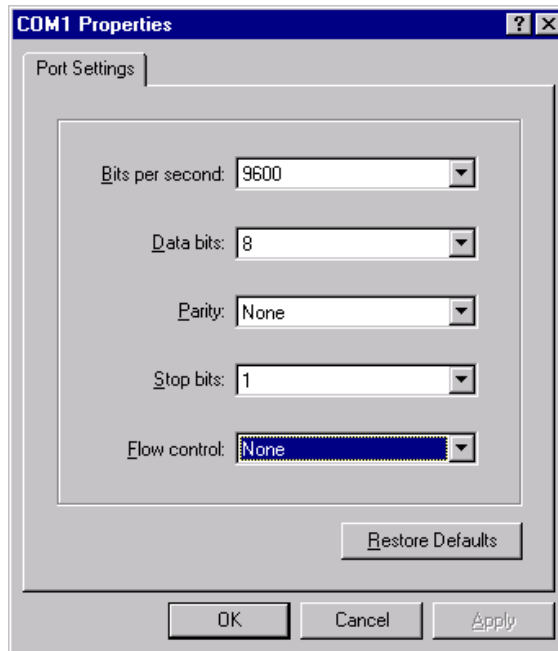 COM1 Properties
Port Settings
Bits per second: 9600
Data bits: 8
Parity: None
Stop bits: 1
Flow control: None
Restore Defaults
OK Cancel Apply